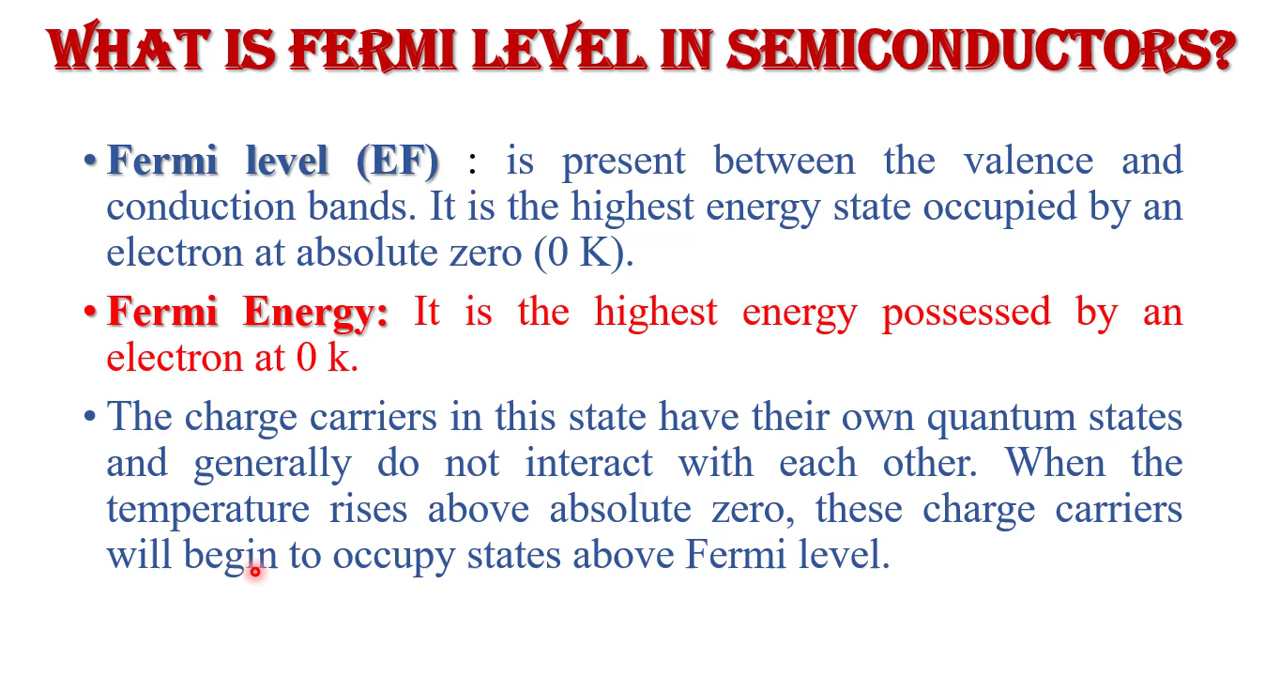 WHAT IS FERMI LEVEL IN SEMICONDUCTORS?
• Fermi level (EF) : is present between the valence and
conduction bands. It is the highest energy state occupied by an
electron at absolute zero (0 K).
• Fermi Energy: It is the highest energy possessed by an
electron at 0 k.
• The charge carriers in this state have their own quantum states
and generally do not interact with each other. When the
temperature rises above absolute zero, these charge carriers
will begin to occupy states above Fermi level.